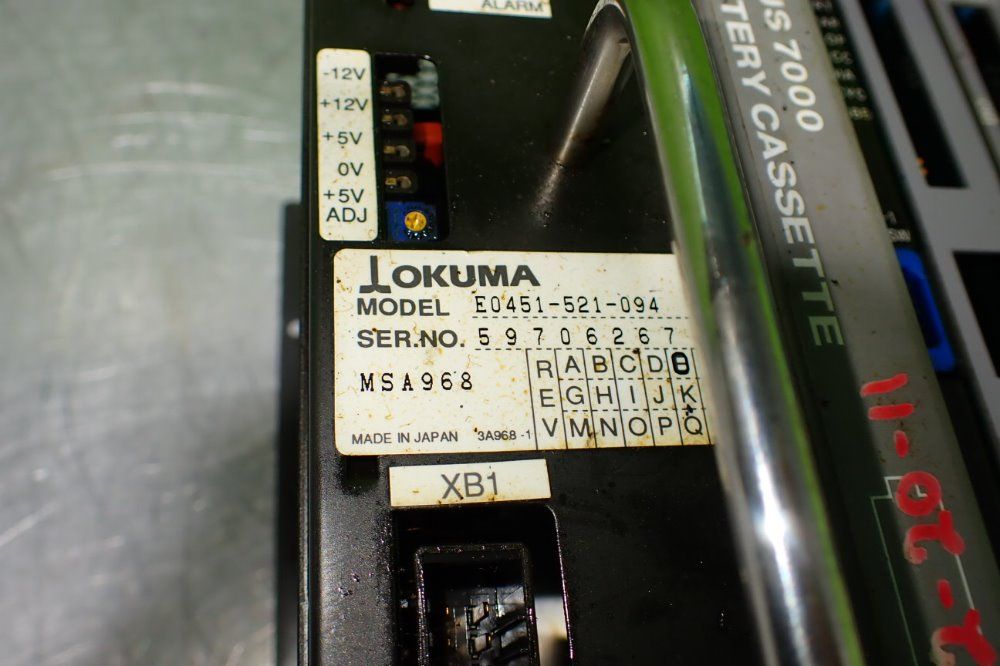 ALARM
-12V
+12V
+5V
0V
+5V
ADJ
OKUMA
MODEL E0451-521-094
SER.NO. 59706267
MSA968
R A B C D
E G H I J K
V M N O P Q
MADE IN JAPAN 3A968-1
XB1
7000
CASSETTE